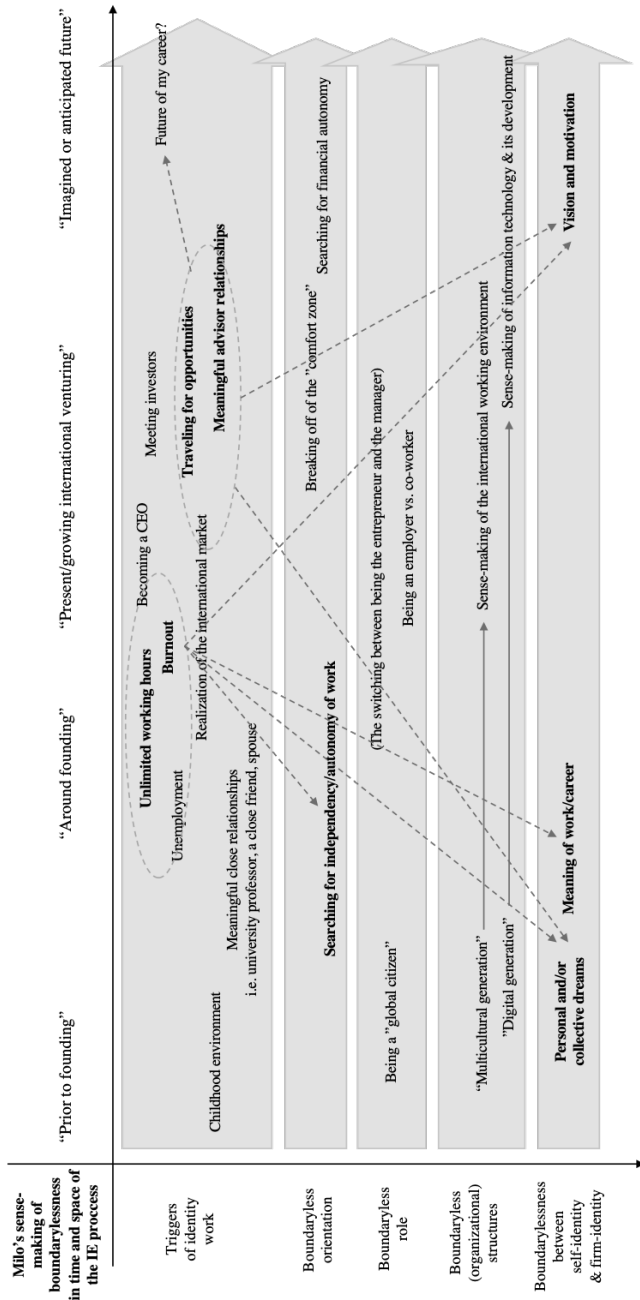 Milo's sense-
making of
boundarylessness
in time and space of
the IE proccess
“Prior to founding”
“Around founding”
“Present/growing international venturing”
“Imagined or anticipated future”
Triggers
of identity
work
Childhood environment
Meaningful close relationships
i.e. university professor, a close friend, spouse
Unemployment
Unlimited working hours
Burnout
Realization of the international market
Becoming a CEO
Meeting investors
Traveling for opportunities
Meaningful advisor relationships
Future of my career?
Boundaryless
orientation
Searching for independency/autonomy of work
Breaking off of the ”comfort zone”
Searching for financial autonomy
Boundaryless
role
Being a ”global citizen”
(The switching between being the entrepreneur and the manager)
Being an employer vs. co-worker
Boundaryless
(organizational)
structures
“Multicultural generation”
”Digital generation”
Sense-making of the international working environment
Sense-making of information technology & its development
Boundarylessness
between
self-identity
& firm-identity
Personal and/or
collective dreams
Meaning of work/career
Vision and motivation